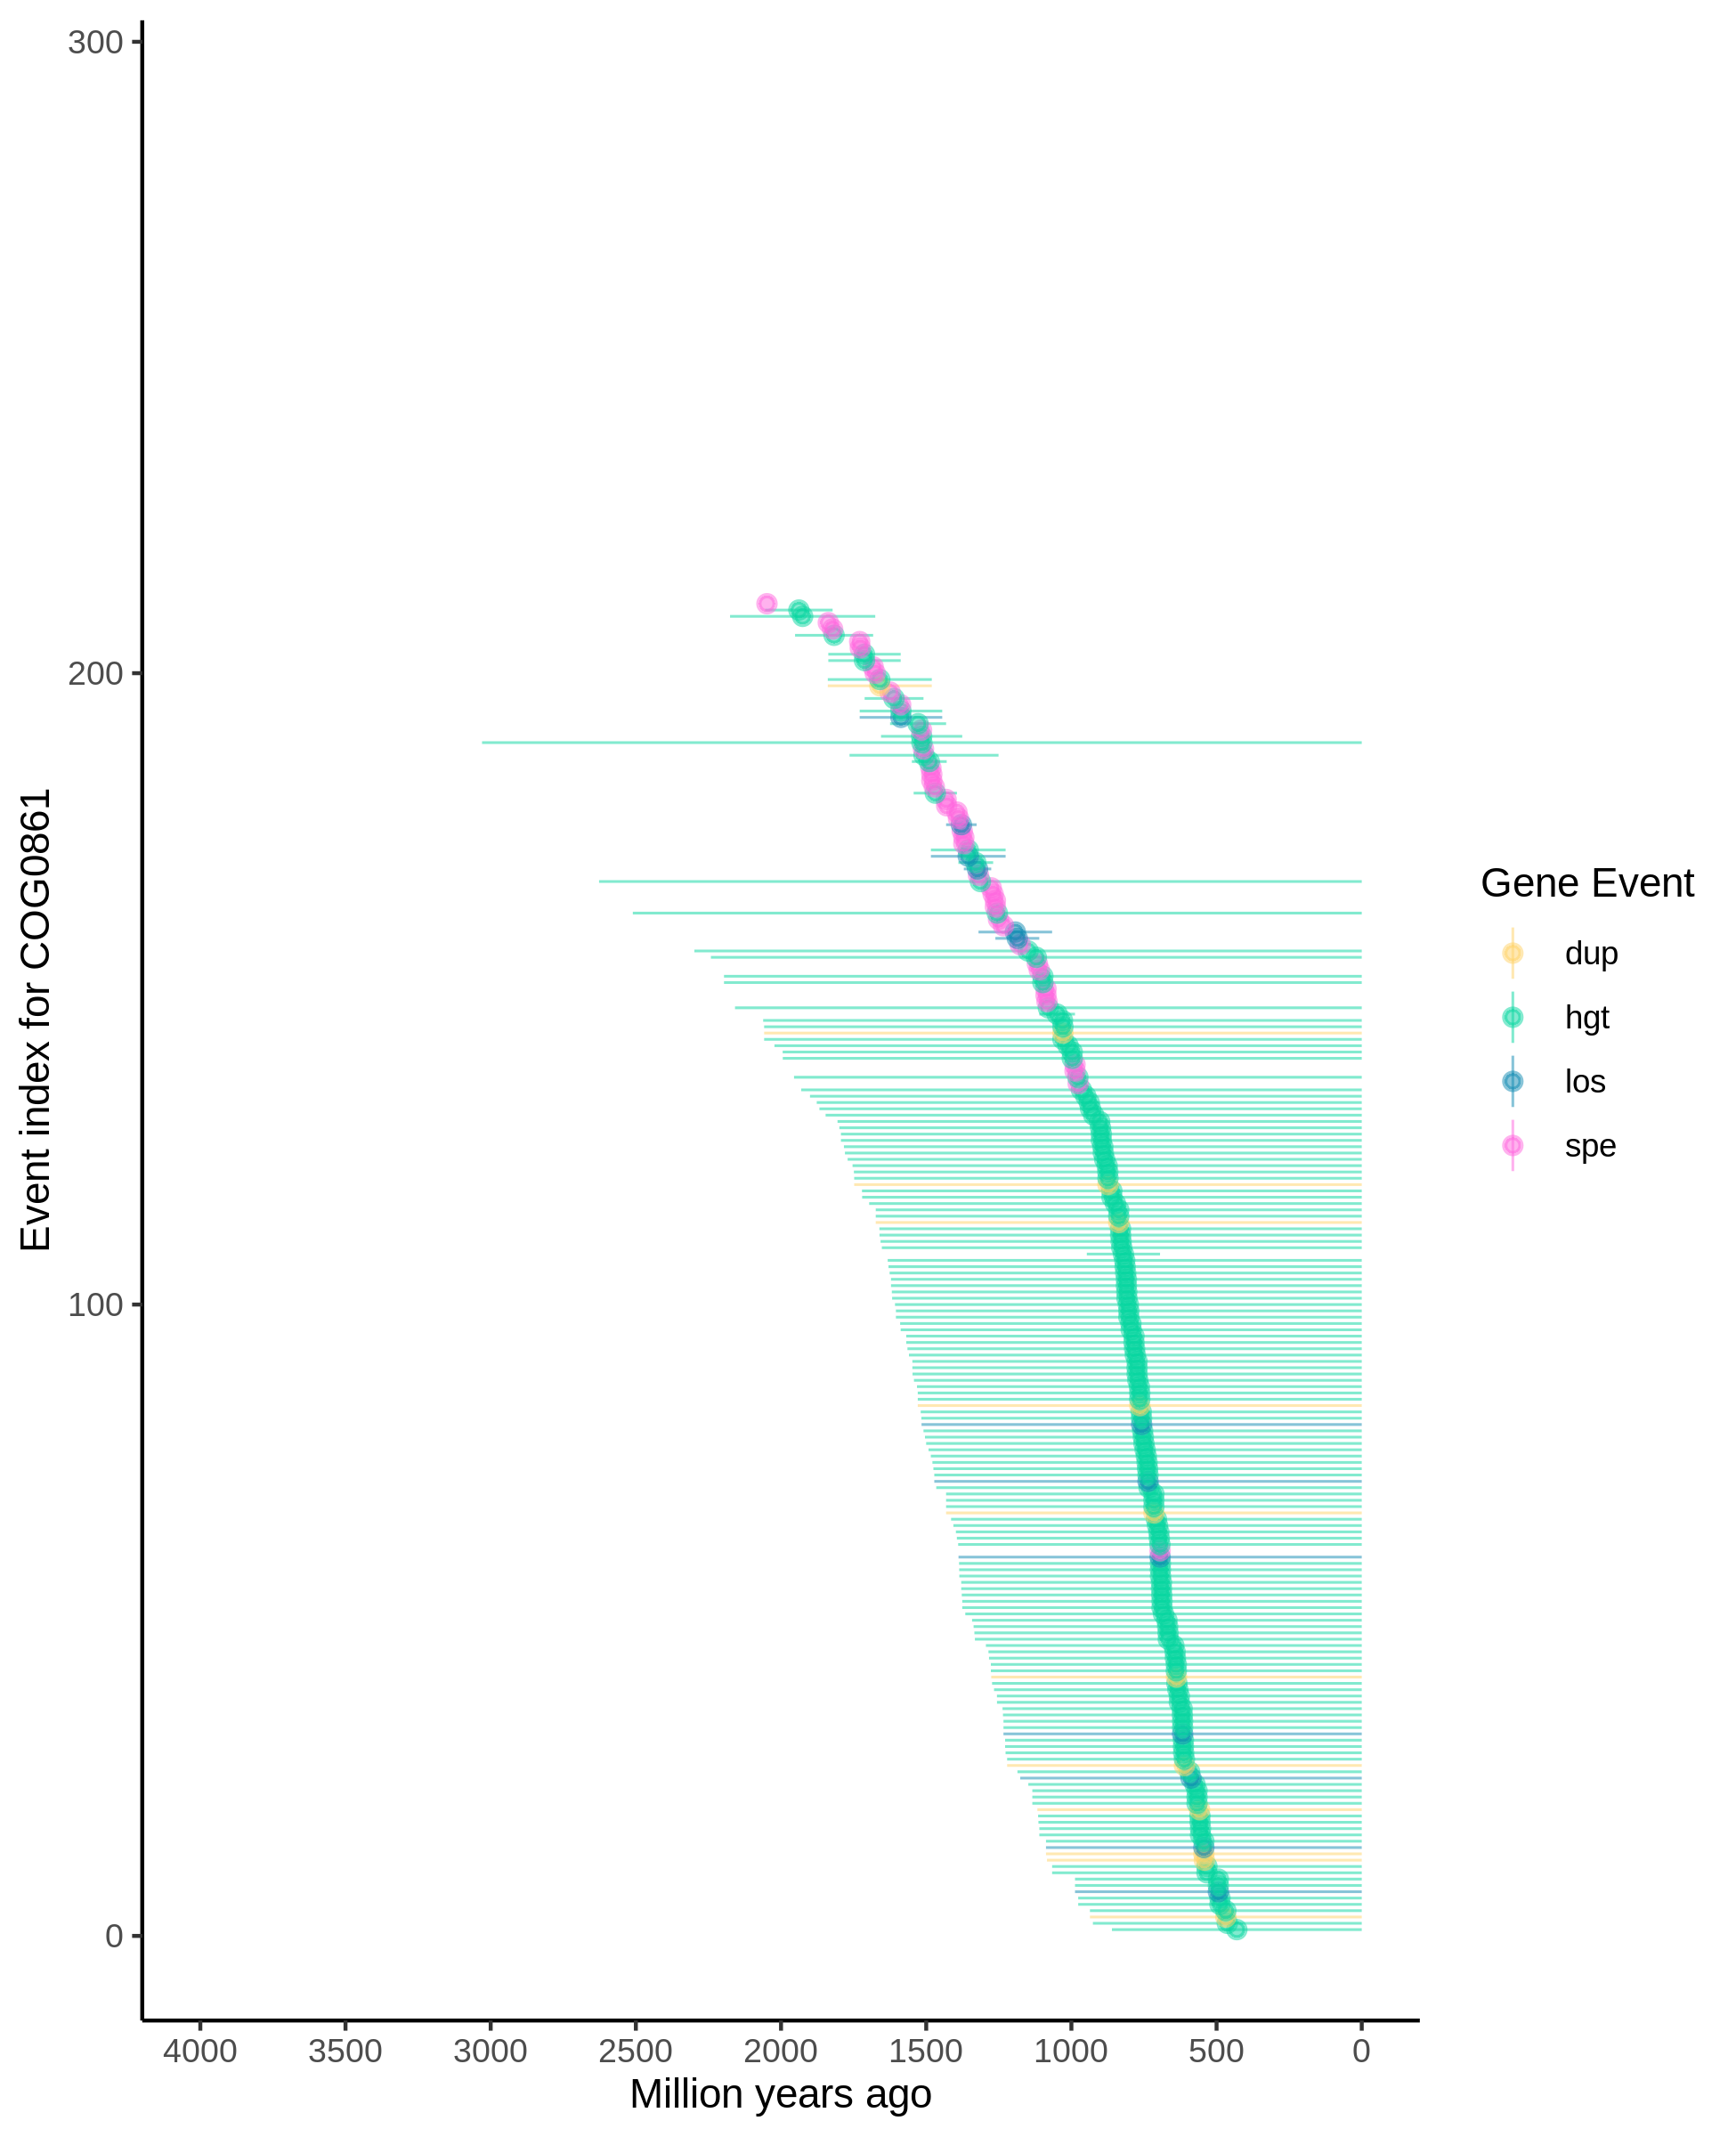 300
200
100
0
Event index for COG0861
4000 3500 3000 2500 2000 1500 1000 500 0
Million years ago
Gene Event
dup
hgt
los
spe